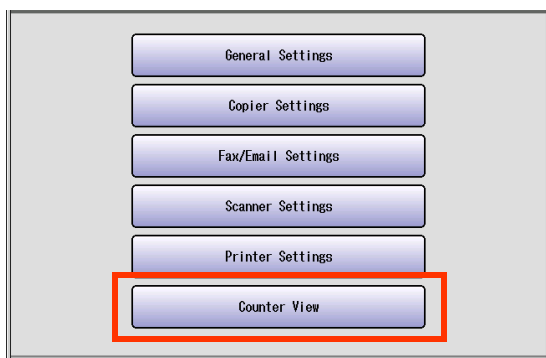 General Settings
Copier Settings
Fax/Email Settings
Scanner Settings
Printer Settings
Counter View